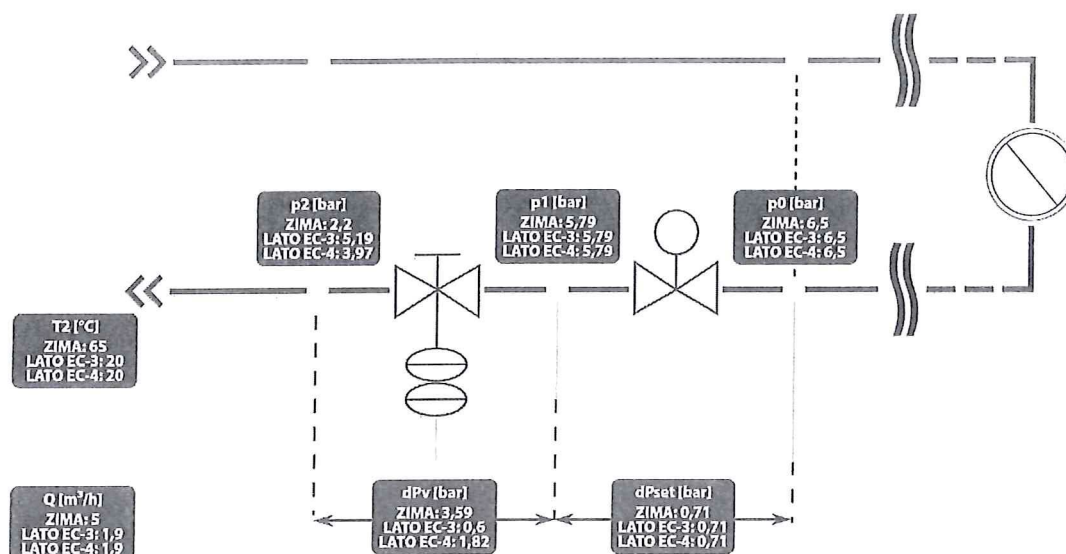 p2 [bar]
ZIMA: 2,2
LATO EC-3: 5,19
LATO EC-4: 3,97
p1 [bar]
ZIMA: 5,79
LATO EC-3: 5,79
LATO EC-4: 5,79
p0 [bar]
ZIMA: 6,5
LATO EC-3: 6,5
LATO EC-4: 6,5
T2 [°C]
ZIMA: 65
LATO EC-3: 20
LATO EC-4: 20
Q [m³/h]
ZIMA: 5
LATO EC-3: 1,9
LATO EC-4: 1,9
dPv [bar]
ZIMA: 3,59
LATO EC-3: 0,6
LATO EC-4: 1,82
dPset [bar]
ZIMA: 0,71
LATO EC-3: 0,71
LATO EC-4: 0,71